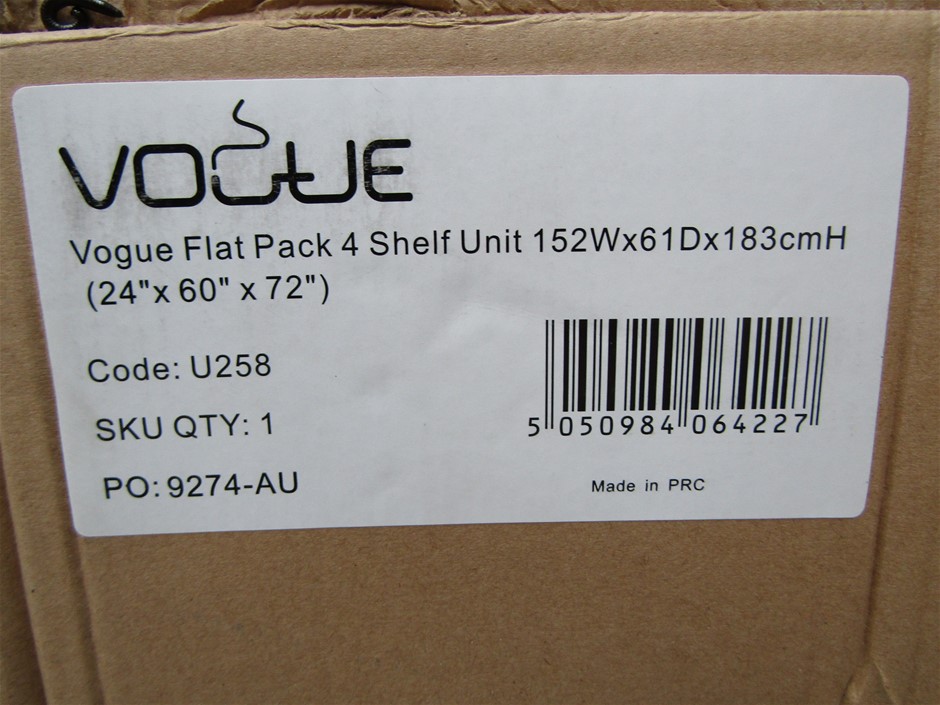 VOGUE
Vogue Flat Pack 4 Shelf Unit 152Wx61Dx183cmH
(24"x 60" x 72")
Code: U258
SKU QTY: 1
PO: 9274-AU
5 050984 064227
Made in PRC